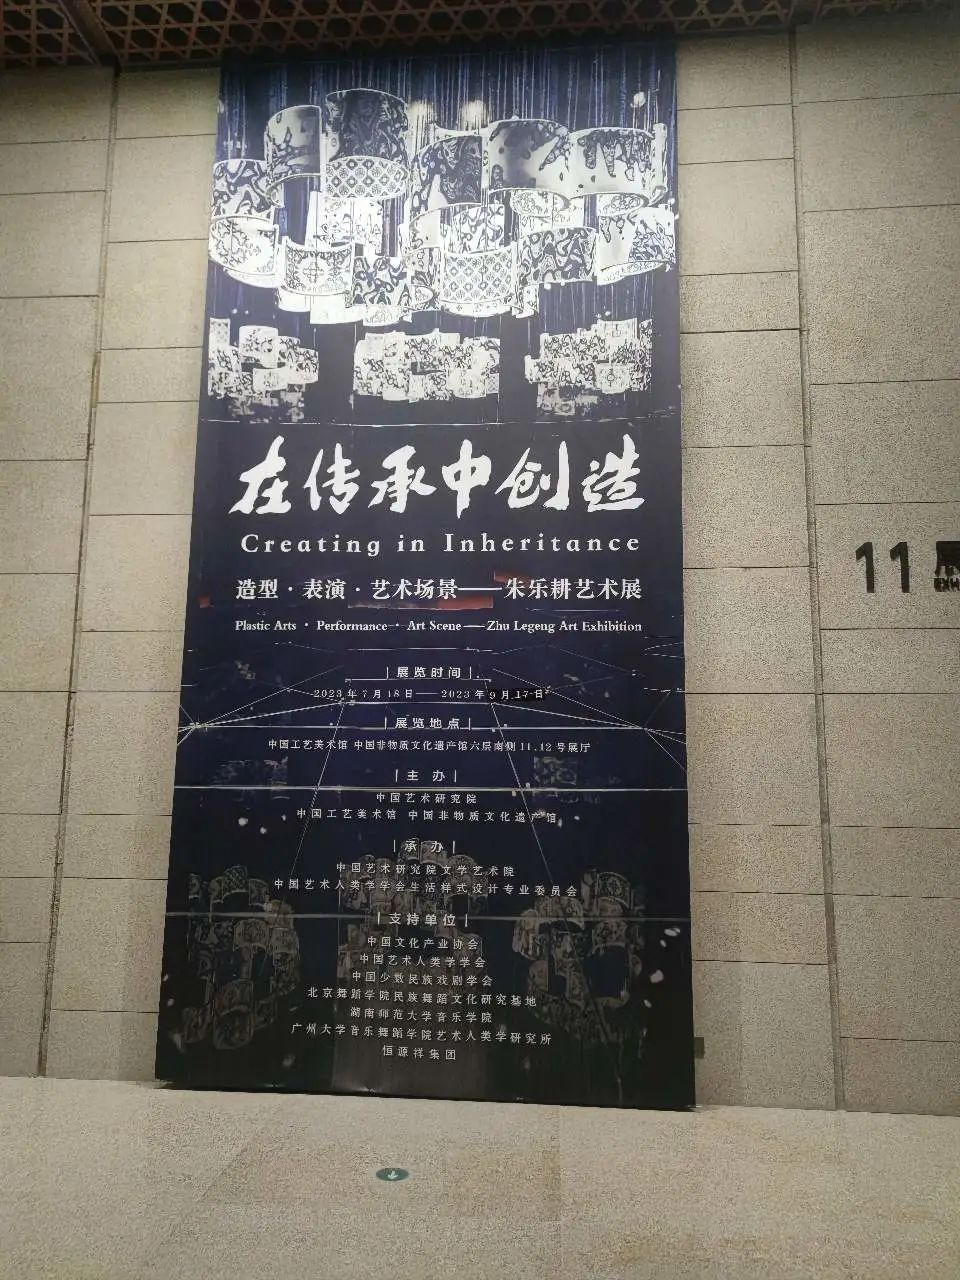 在传承中创造
Creating in Inheritance
造型·表演·艺术场景——朱乐耕艺术展
Plastic Arts · Performance · Art Scene — Zhu Legeng Art Exhibition
展览时间
2023年7月18日——2023年9月17日
展览地点
中国工艺美术馆 中国非物质文化遗产馆六层南侧11、12号展厅
主办
中国艺术研究院
中国工艺美术馆 中国非物质文化遗产馆
承办
中国艺术研究院文学艺术院
中国艺术人类学学会生活样式设计专业委员会
支持单位
中国文化产业协会
中国艺术人类学学会
中国少数民族戏剧学会
北京舞蹈学院民族舞蹈文化研究基地
湖南师范大学音乐学院
广州大学音乐舞蹈学院艺术人类学研究所
恒源祥集团
11 展
EXH